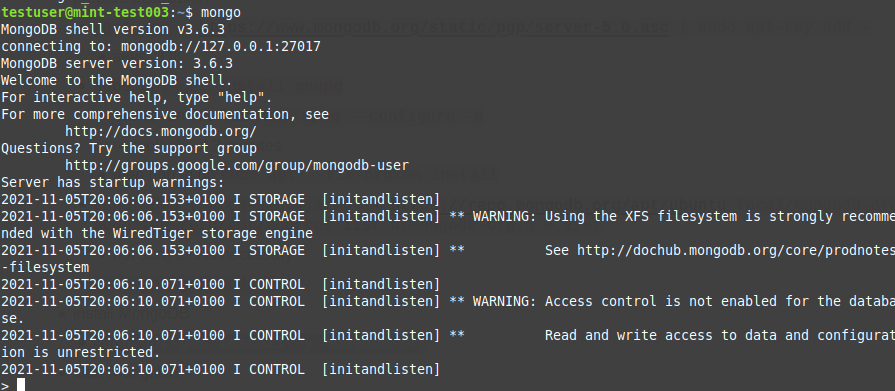 testuser@mint-test003:~$ mongo
MongoDB shell version v3.6.3
connecting to: mongodb://127.0.0.1:27017
MongoDB server version: 3.6.3
Welcome to the MongoDB shell.
For interactive help, type "help".
For more comprehensive documentation, see
        http://docs.mongodb.org/
Questions? Try the support group
        http://groups.google.com/group/mongodb-user
Server has startup warnings:
2021-11-05T20:06:06.153+0100 I STORAGE  [initandlisten]
2021-11-05T20:06:06.153+0100 I STORAGE  [initandlisten] ** WARNING: Using the XFS filesystem is strongly recomme
nded with the WiredTiger storage engine
2021-11-05T20:06:06.153+0100 I STORAGE  [initandlisten] **          See http://dochub.mongodb.org/core/prodnotes
-filesystem
2021-11-05T20:06:10.071+0100 I CONTROL  [initandlisten]
2021-11-05T20:06:10.071+0100 I CONTROL  [initandlisten] ** WARNING: Access control is not enabled for the databa
se.
2021-11-05T20:06:10.071+0100 I CONTROL  [initandlisten] **          Read and write access to data and configurat
ion is unrestricted.
2021-11-05T20:06:10.071+0100 I CONTROL  [initandlisten]
>